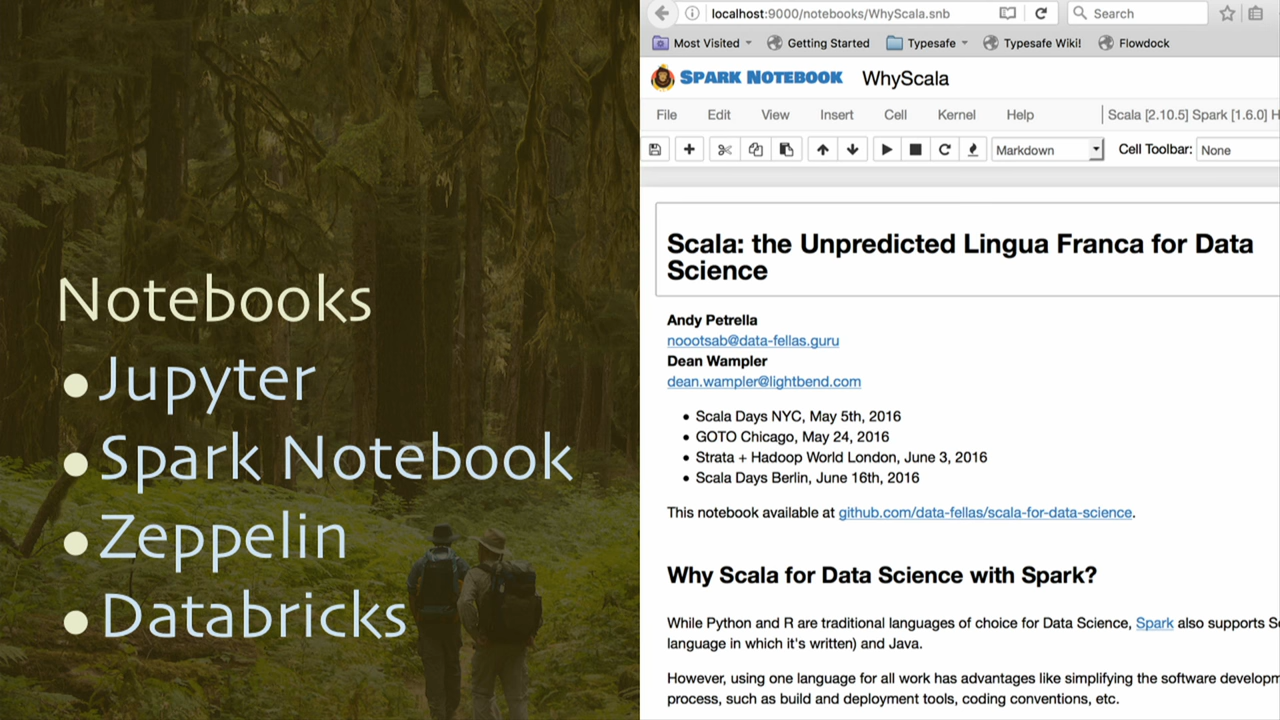 Notebooks
• Jupyter
• Spark Notebook
• Zeppelin
• Databricks
localhost:9000/notebooks/WhyScala.snb
Search
Most Visited
Getting Started
Typesafe
Typesafe Wiki!
Flowdock
SPARK NOTEBOOK WhyScala
File Edit View Insert Cell Kernel Help Scala [2.10.5] Spark [1.6.0] H
Markdown Cell Toolbar: None
Scala: the Unpredicted Lingua Franca for Data
Science
Andy Petrella
noootsab@data-fellas.guru
Dean Wampler
dean.wampler@lightbend.com
• Scala Days NYC, May 5th, 2016
• GOTO Chicago, May 24, 2016
• Strata + Hadoop World London, June 3, 2016
• Scala Days Berlin, June 16th, 2016
This notebook available at github.com/data-fellas/scala-for-data-science.
Why Scala for Data Science with Spark?
While Python and R are traditional languages of choice for Data Science, Spark also supports
language in which it's written) and Java.
However, using one language for all work has advantages like simplifying the software developm
process, such as build and deployment tools, coding conventions, etc.